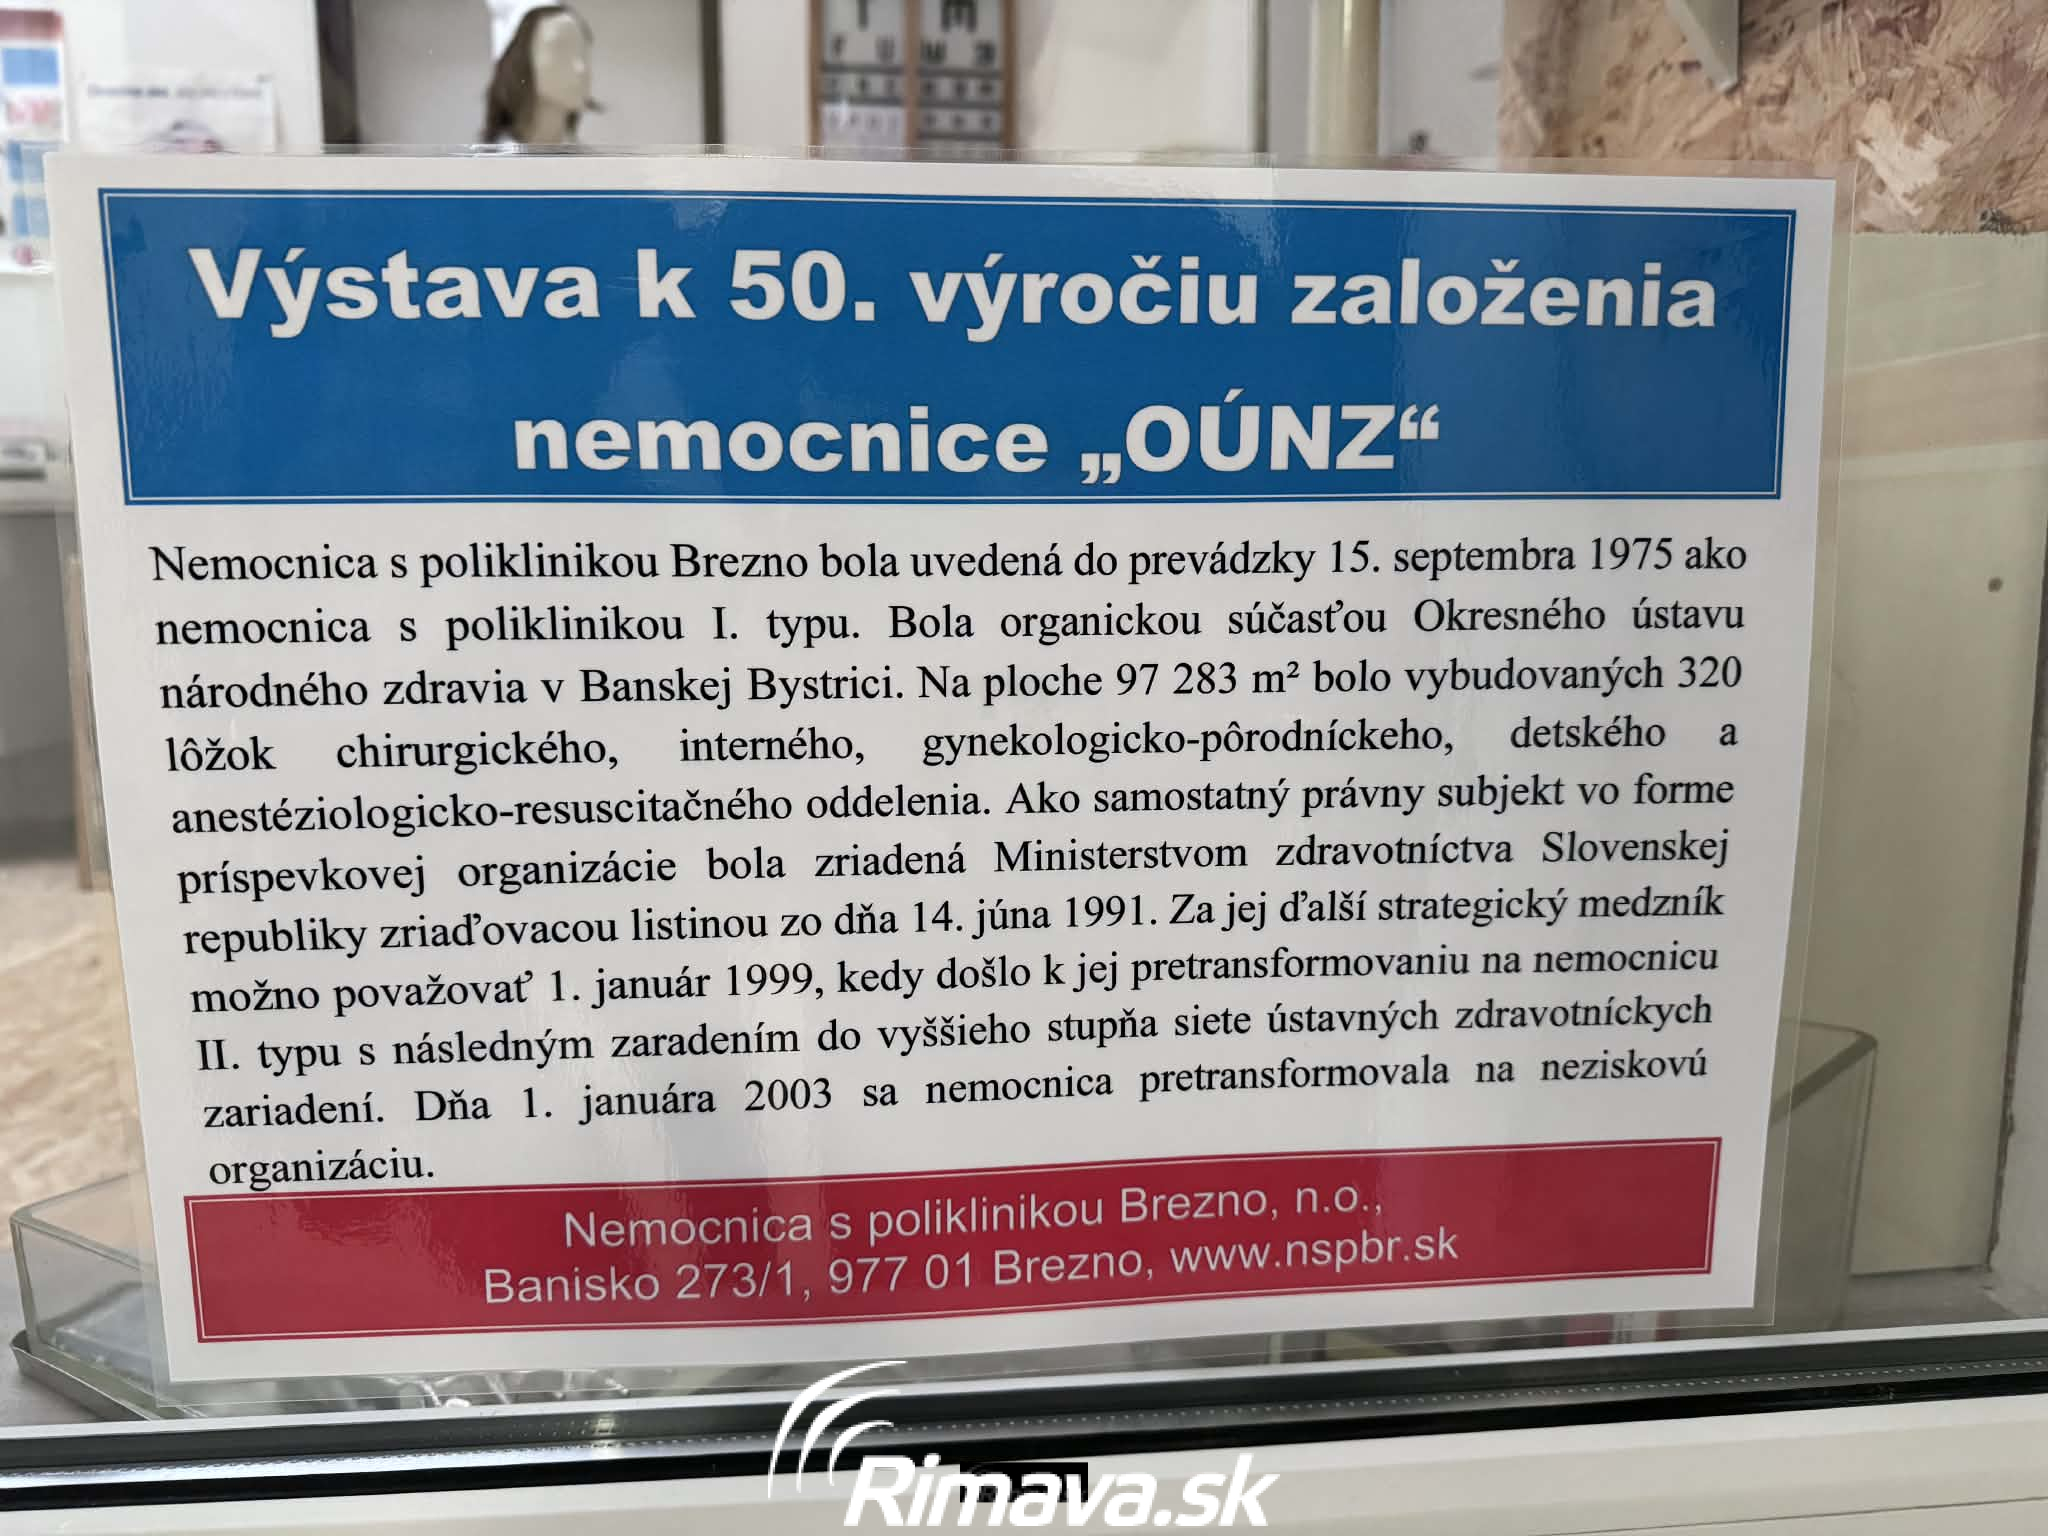 T M
F U W B
Výstava k 50. výročiu založenia
nemocnice „OÚNZ“
Nemocnica s poliklinikou Brezno bola uvedená do prevádzky 15. septembra 1975 ako
nemocnica s poliklinikou I. typu. Bola organickou súčasťou Okresného ústavu
národného zdravia v Banskej Bystrici. Na ploche 97 283 m² bolo vybudovaných 320
lôžok chirurgického, interného, gynekologicko-pôrodníckeho, detského a
anestéziologicko-resuscitačného oddelenia. Ako samostatný právny subjekt vo forme
príspevkovej organizácie bola zriadená Ministerstvom zdravotníctva Slovenskej
republiky zriaďovacou listinou zo dňa 14. júna 1991. Za jej ďalší strategický medzník
možno považovať 1. január 1999, kedy došlo k jej pretransformovaniu na nemocnicu
II. typu s následným zaradením do vyššieho stupňa siete ústavných zdravotníckych
zariadení. Dňa 1. januára 2003 sa nemocnica pretransformovala na neziskovú
organizáciu.
Nemocnica s poliklinikou Brezno, n.o.,
Banisko 273/1, 977 01 Brezno, www.nspbr.sk
Rimava.sk